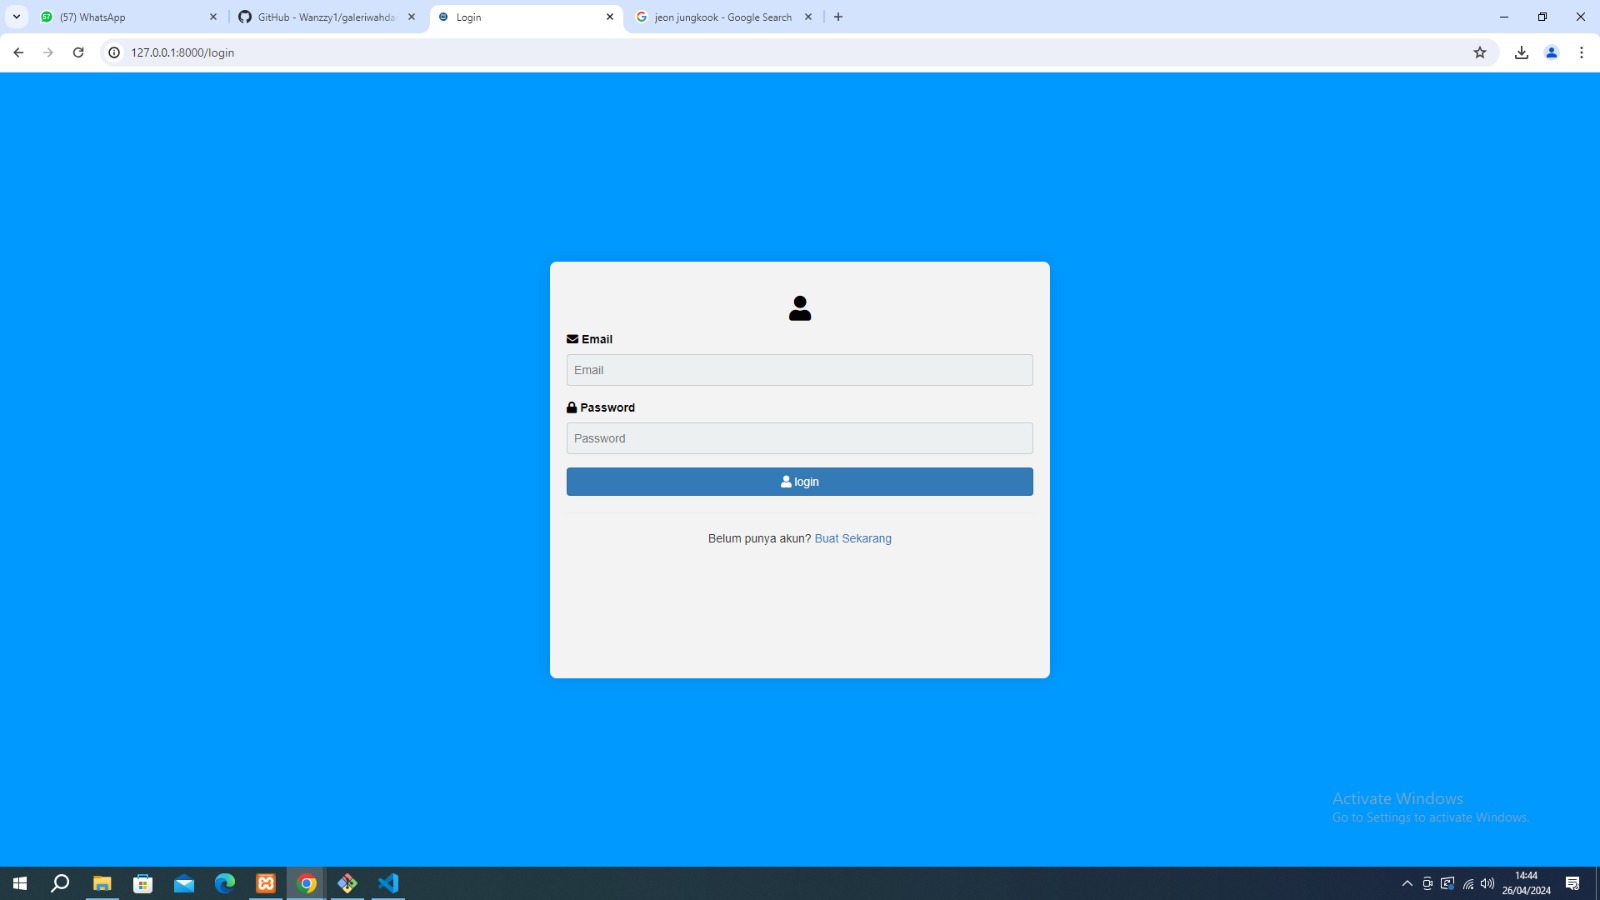 (57) WhatsApp
GitHub - Wanzzy1/galeriwahda
Login
jeon jungkook - Google Search
127.0.0.1:8000/login
Email
Email
Password
Password
login
Belum punya akun? Buat Sekarang
Activate Windows
Go to Settings to activate Windows.
14:44
26/04/2024